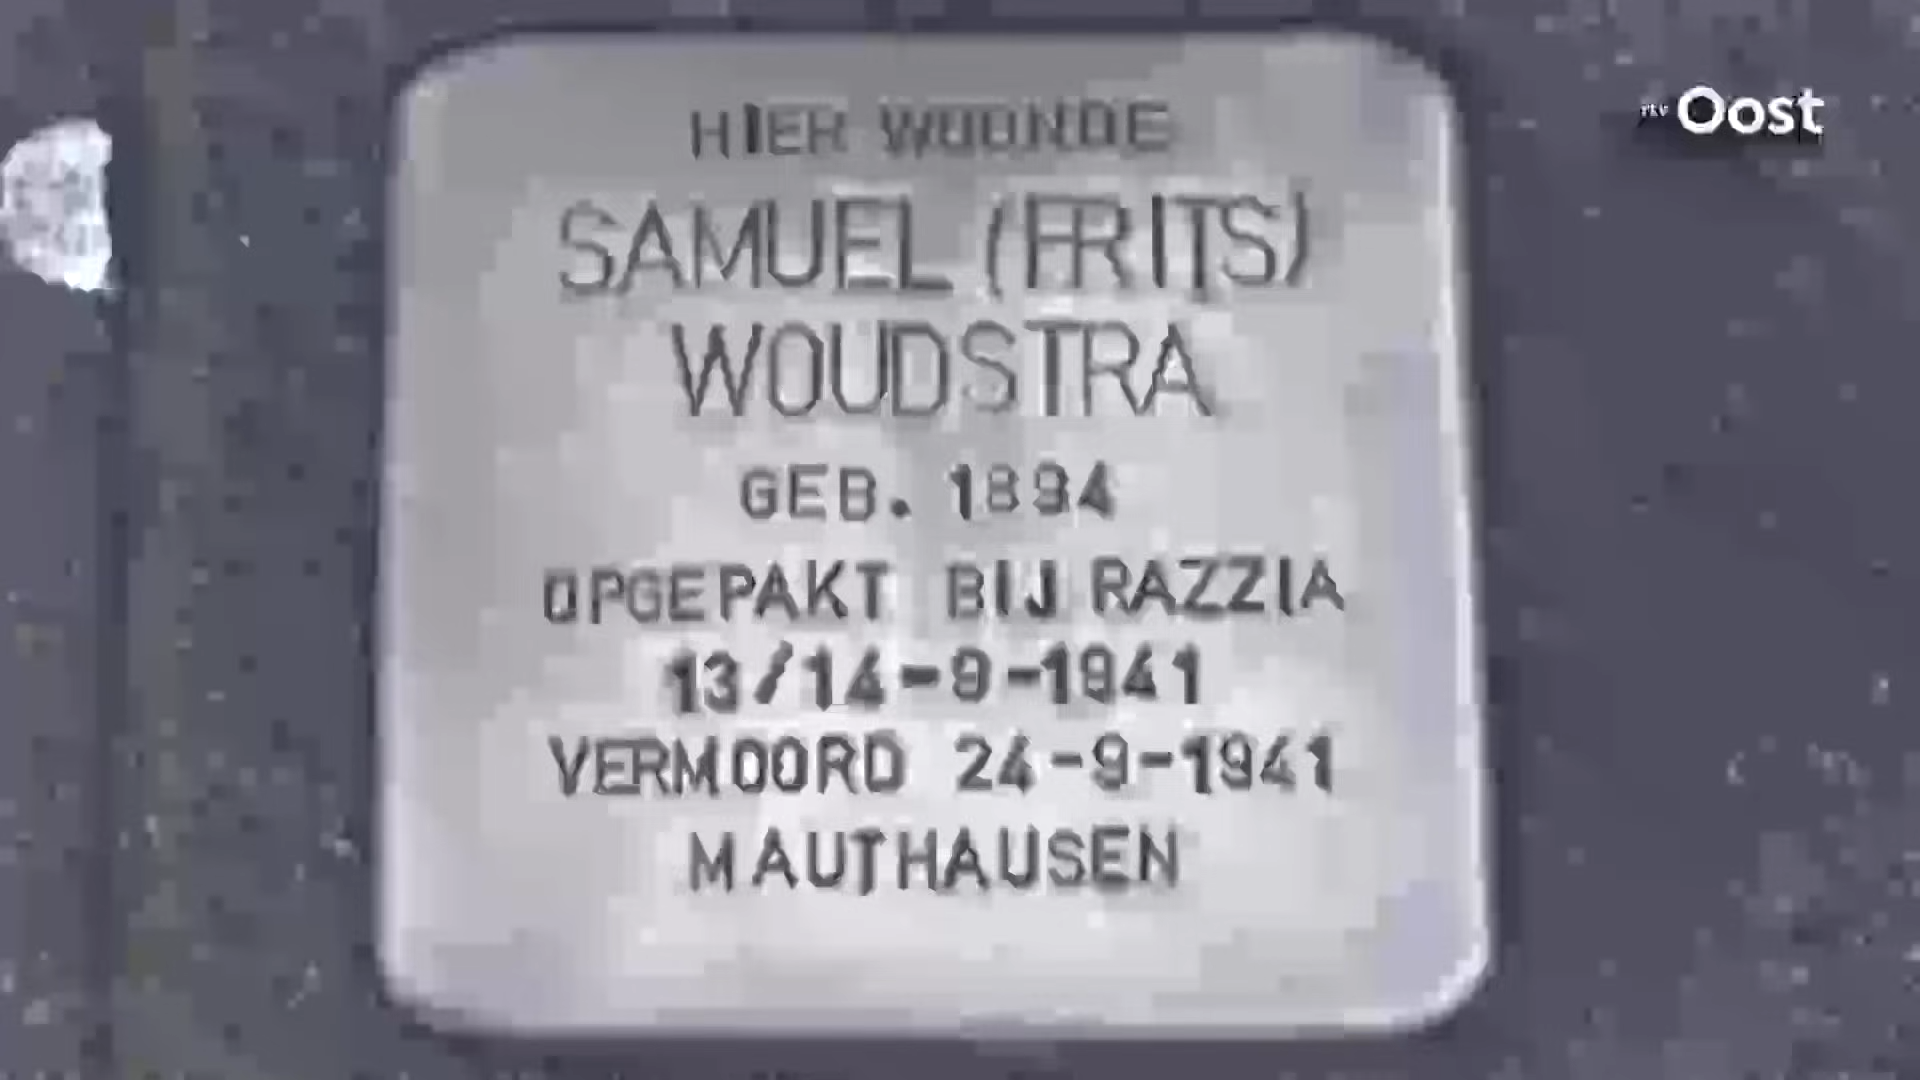 rtv Oost
HIER WOONDE
SAMUEL (FRITS)
WOUDSTRA
GEB. 1894
OPGEPAKT BIJ RAZZIA
13/14-9-1941
VERMOORD 24-9-1941
MAUTHAUSEN